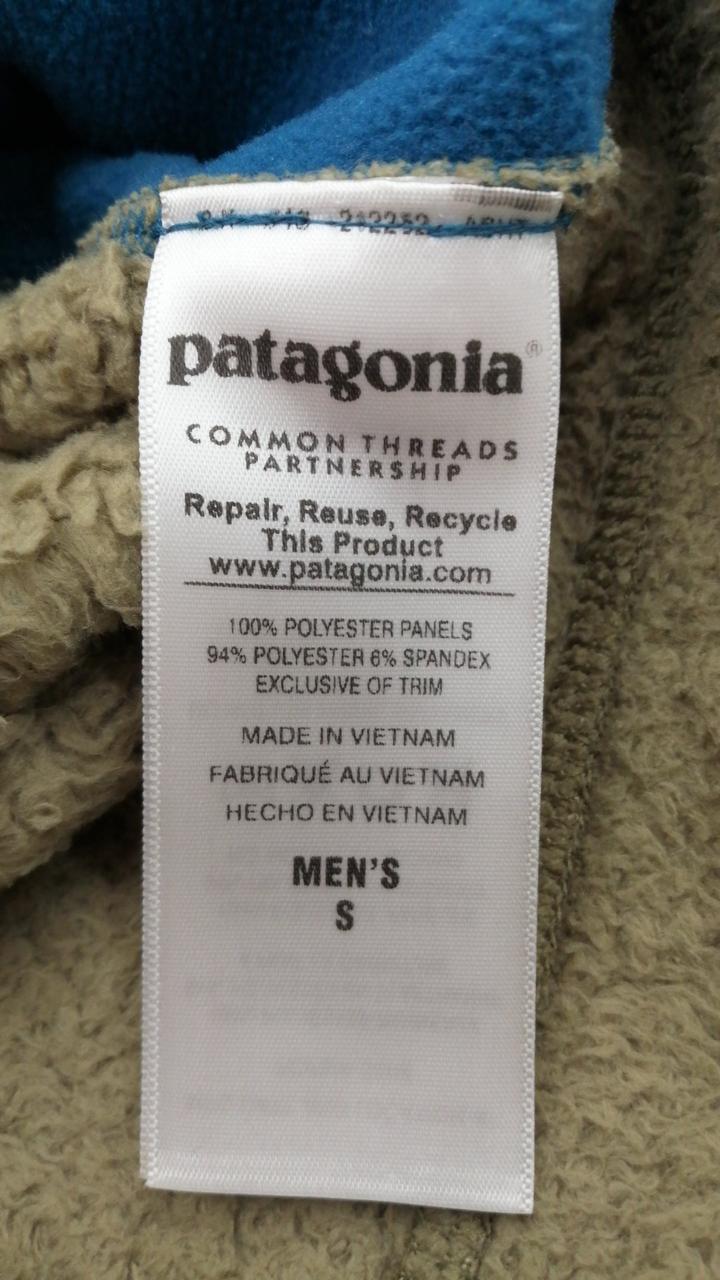 patagonia®
COMMON THREADS
PARTNERSHIP
Repair, Reuse, Recycle
This Product
www.patagonia.com
100% POLYESTER PANELS
94% POLYESTER 6% SPANDEX
EXCLUSIVE OF TRIM
MADE IN VIETNAM
FABRIQUÉ AU VIETNAM
HECHO EN VIETNAM
MEN'S
S